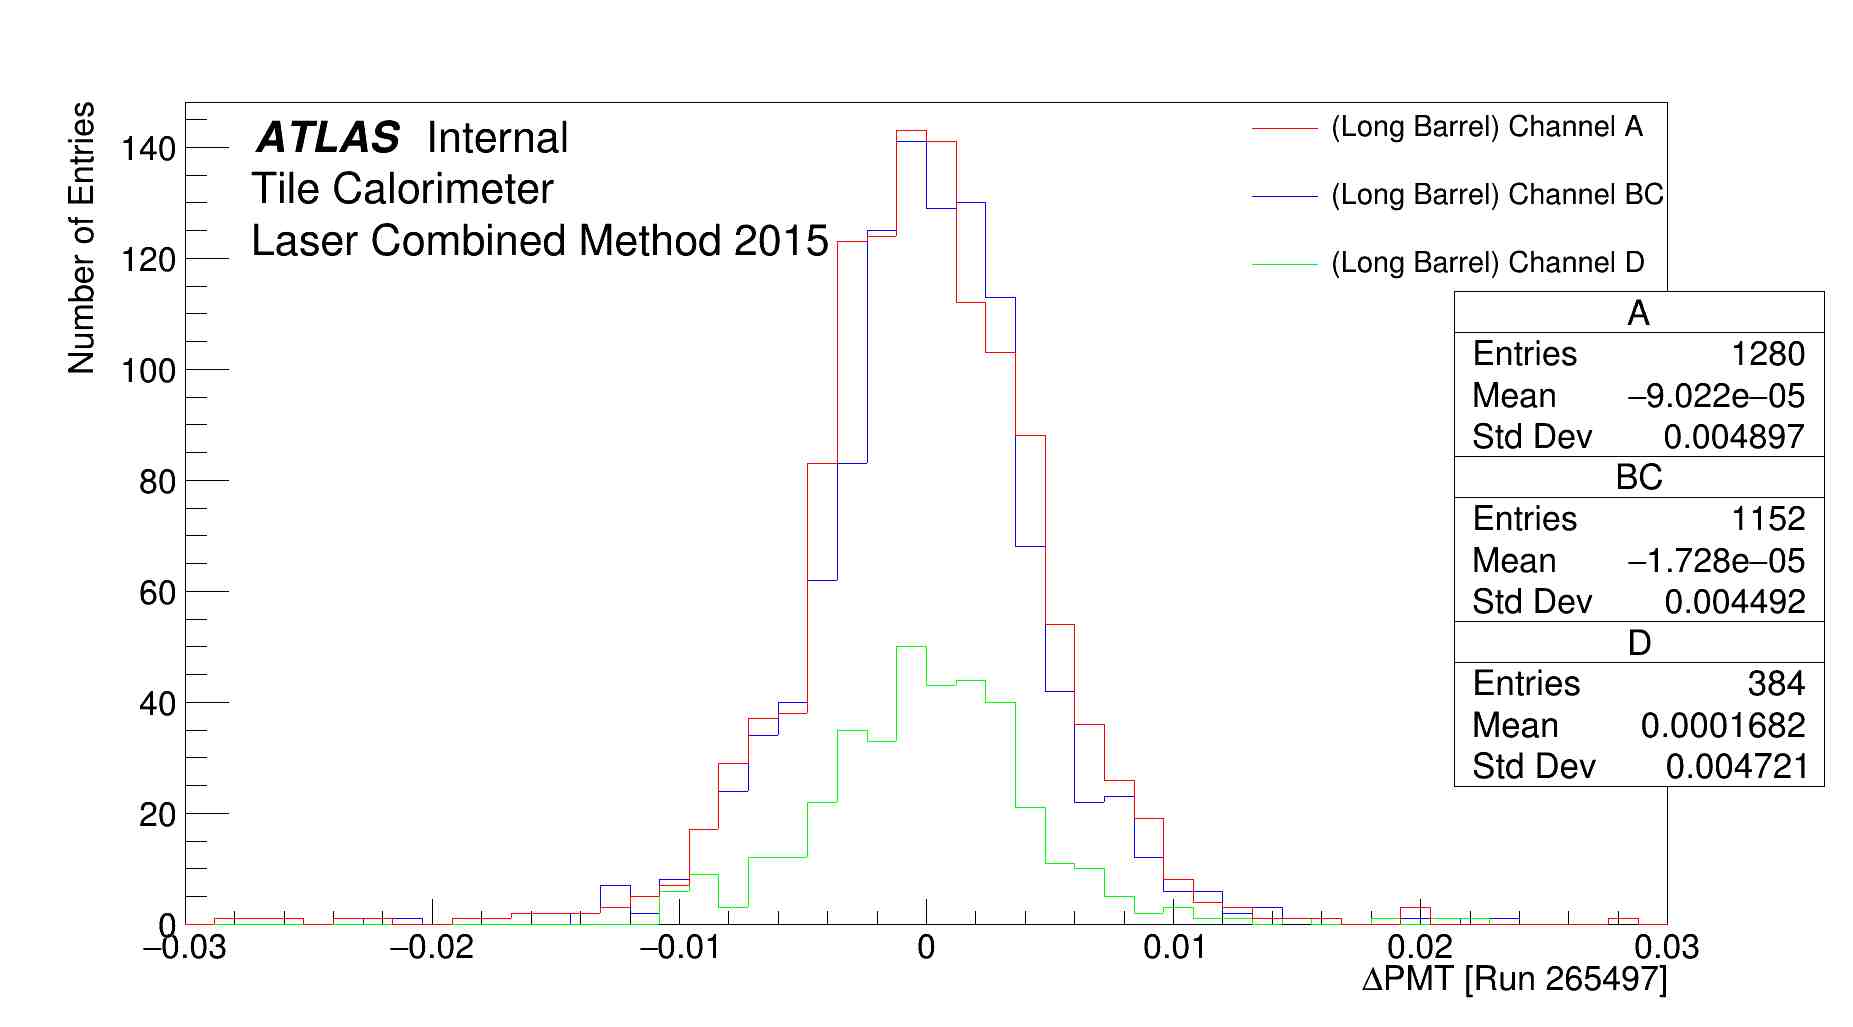 ATLAS Internal
Tile Calorimeter
Laser Combined Method 2015
(Long Barrel) Channel A
(Long Barrel) Channel BC
(Long Barrel) Channel D
A
Entries 1280
Mean −9.022e−05
Std Dev 0.004897
BC
Entries 1152
Mean −1.728e−05
Std Dev 0.004492
D
Entries 384
Mean 0.0001682
Std Dev 0.004721
Number of Entries
140
120
100
80
60
40
20
0
−0.03 −0.02 −0.01 0 0.01 0.02 0.03
ΔPMT [Run 265497]